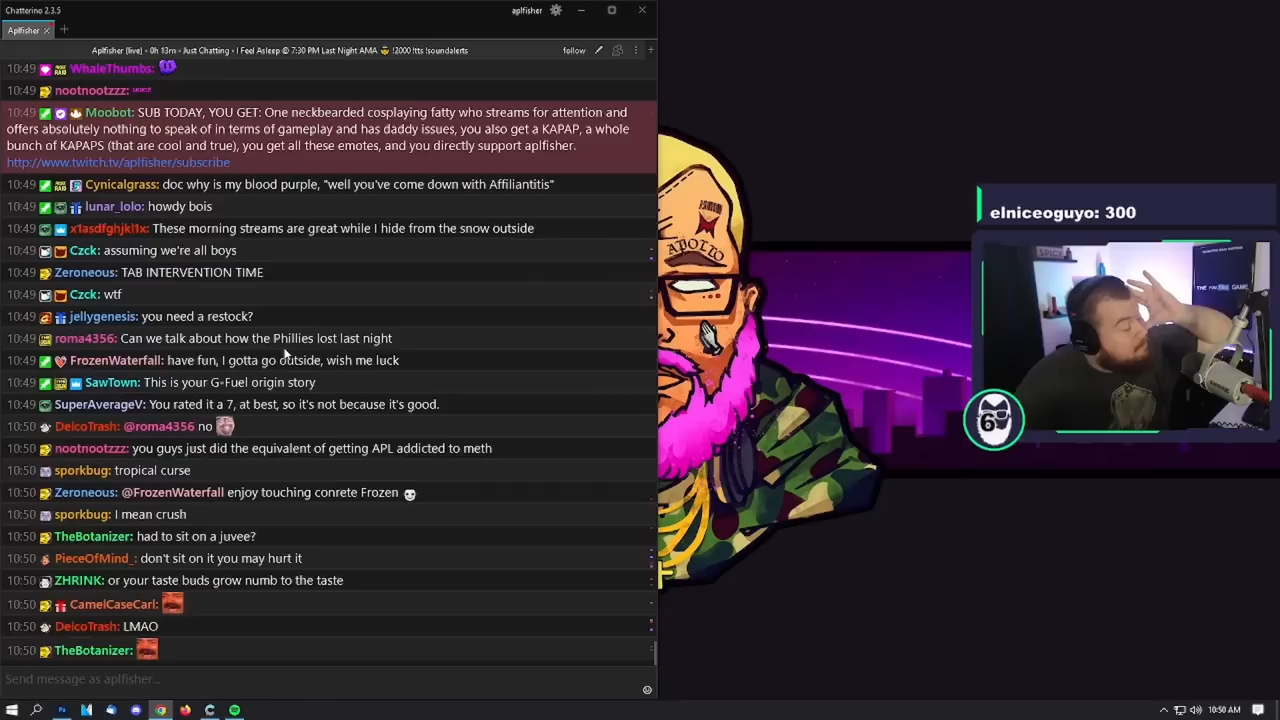 Chatterino 2.3.5
aplfisher
Aplfisher
Aplfisher (live) - 0h 13m - Just Chatting - I Feel Asleep @ 7:30 PM Last Night AMA 😎 !2000 !tts !soundalerts
follow
10:49 WhaleThumbs:
10:49 nootnootzzz:
10:49 Moobot: SUB TODAY, YOU GET: One neckbearded cosplaying fatty who streams for attention and
offers absolutely nothing to speak of in terms of gameplay and has daddy issues, you also get a KAPAP, a whole
bunch of KAPAPS (that are cool and true), you get all these emotes, and you directly support aplfisher.
http://www.twitch.tv/aplfisher/subscribe
10:49 Cynicalgrass: doc why is my blood purple, "well you've come down with Affiliantitis"
10:49 lunar_lolo: howdy bois
10:49 x1asdfghjkl1x: These morning streams are great while I hide from the snow outside
10:49 Czck: assuming we're all boys
10:49 Zeroneous: TAB INTERVENTION TIME
10:49 Czck: wtf
10:49 jellygenesis: you need a restock?
10:49 roma4356: Can we talk about how the Phillies lost last night
10:49 FrozenWaterfall: have fun, I gotta go outside, wish me luck
10:49 SawTown: This is your G-Fuel origin story
10:49 SuperAverageV: You rated it a 7, at best, so it's not because it's good.
10:50 DelcoTrash: @roma4356 no
10:50 nootnootzzz: you guys just did the equivalent of getting APL addicted to meth
10:50 sporkbug: tropical curse
10:50 Zeroneous: @FrozenWaterfall enjoy touching conrete Frozen
10:50 sporkbug: I mean crush
10:50 TheBotanizer: had to sit on a juvee?
10:50 PieceOfMind_: don't sit on it you may hurt it
10:50 ZHRINK: or your taste buds grow numb to the taste
10:50 CamelCaseCarl:
10:50 DelcoTrash: LMAO
10:50 TheBotanizer:
Send message as aplfisher...
APOLLO
elniceoguyo: 300
6
10:50 AM